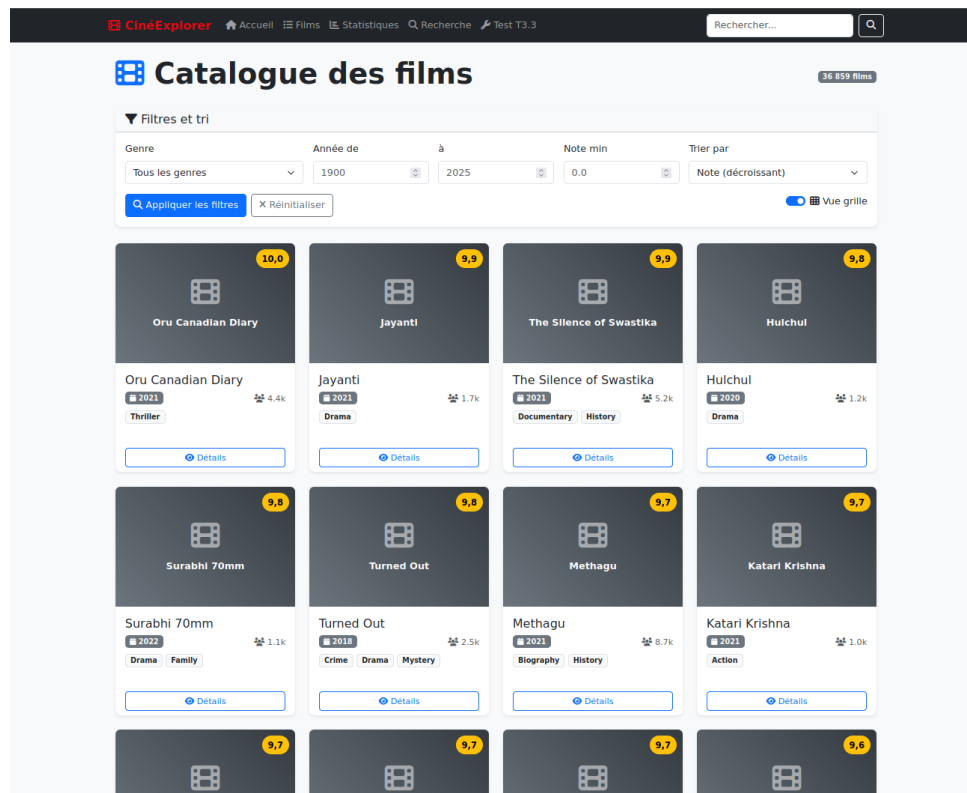 CinéExplorer Accueil Films Statistiques Recherche Test T3.3 Rechercher...
Catalogue des films 36 859 films
Filtres et tri
Genre Année de à Note min Trier par
Tous les genres 1900 2025 0.0 Note (décroissant)
Appliquer les filtres Réinitialiser Vue grille
10,0 9,9 9,9 9,8
Oru Canadian Diary Jayanti The Silence of Swastika Hulchul
Oru Canadian Diary Jayanti The Silence of Swastika Hulchul
2021 4.4k 2021 1.7k 2021 5.2k 2020 1.2k
Thriller Drama Documentary History Drama
Détails Détails Détails Détails
9,8 9,8 9,7 9,7
Surabhi 70mm Turned Out Methagu Katari Krishna
Surabhi 70mm Turned Out Methagu Katari Krishna
2022 1.1k 2018 2.5k 2021 8.7k 2021 1.0k
Drama Family Crime Drama Mystery Biography History Action
Détails Détails Détails Détails
9,7 9,7 9,7 9,6